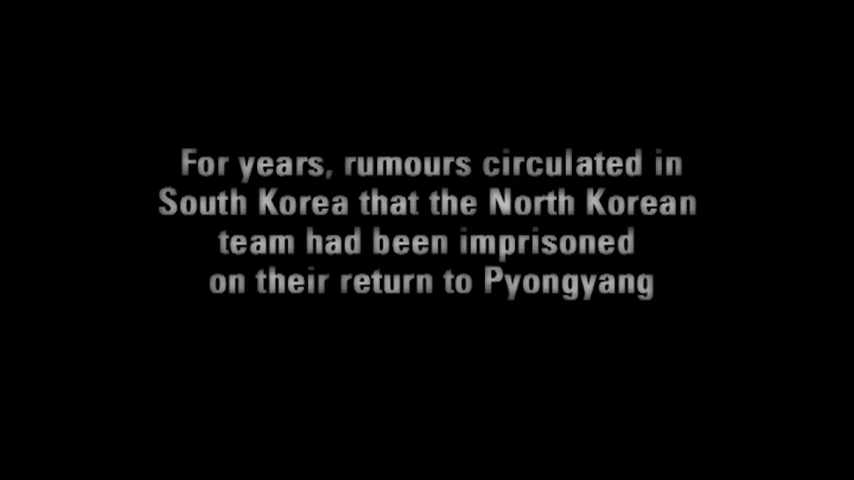 For years, rumours circulated in
South Korea that the North Korean
team had been imprisoned
on their return to Pyongyang